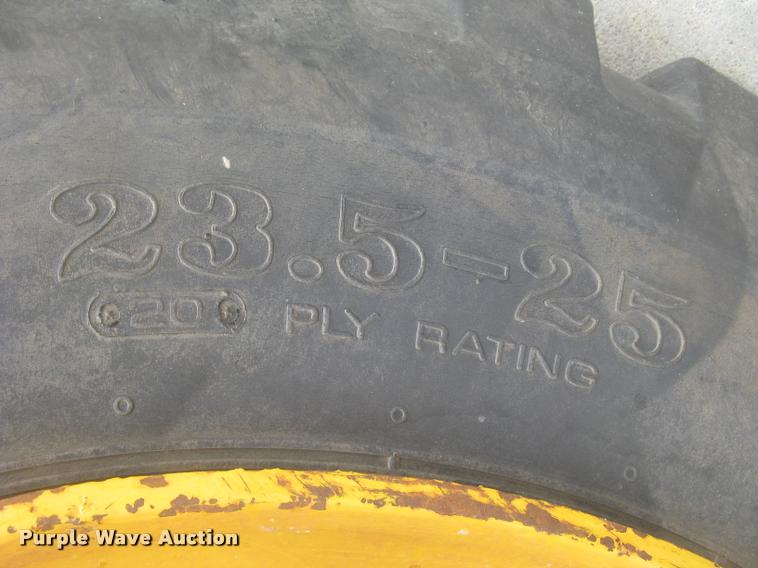 23.5-25
20 PLY RATING
Purple Wave Auction